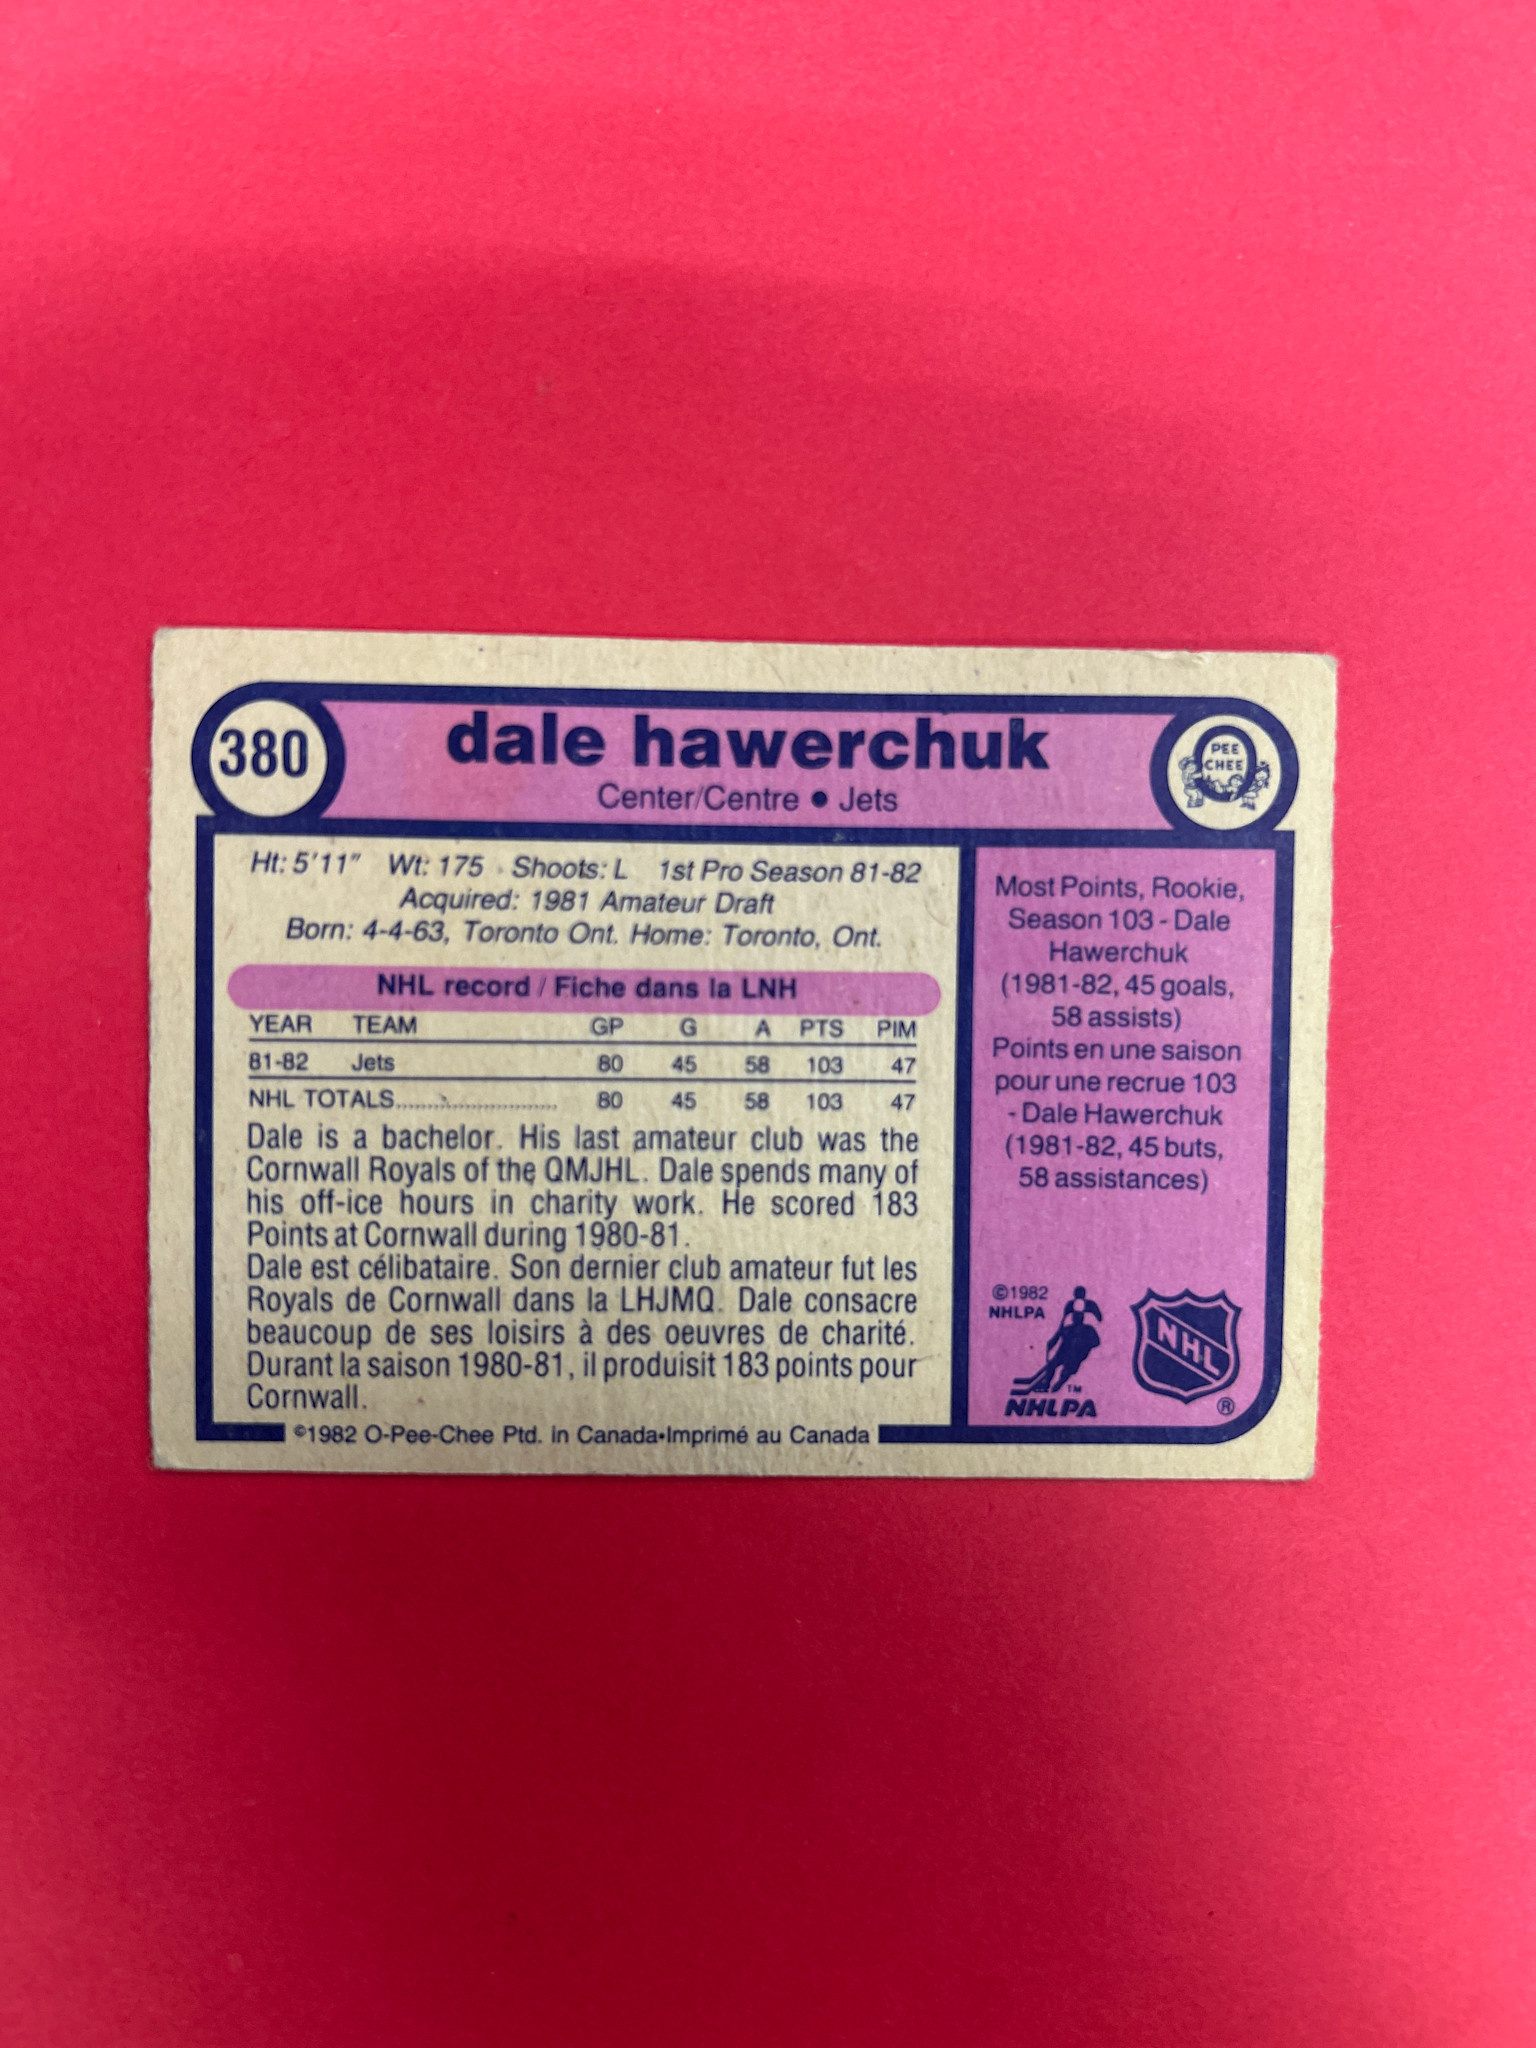 380
dale hawerchuk
Center/Centre • Jets
PEE
CHEE
Ht: 5'11" Wt: 175 Shoots: L 1st Pro Season 81-82
Acquired: 1981 Amateur Draft
Born: 4-4-63, Toronto Ont. Home: Toronto, Ont.
NHL record / Fiche dans la LNH
YEAR TEAM GP G A PTS PIM
81-82 Jets 80 45 58 103 47
NHL TOTALS............................ 80 45 58 103 47
Dale is a bachelor. His last amateur club was the
Cornwall Royals of the QMJHL. Dale spends many of
his off-ice hours in charity work. He scored 183
Points at Cornwall during 1980-81.
Dale est célibataire. Son dernier club amateur fut les
Royals de Cornwall dans la LHJMQ. Dale consacre
beaucoup de ses loisirs à des oeuvres de charité.
Durant la saison 1980-81, il produisit 183 points pour
Cornwall.
©1982 O-Pee-Chee Ptd. in Canada•Imprimé au Canada
Most Points, Rookie,
Season 103 - Dale
Hawerchuk
(1981-82, 45 goals,
58 assists)
Points en une saison
pour une recrue 103
- Dale Hawerchuk
(1981-82, 45 buts,
58 assistances)
©1982
NHLPA
TM
NHLPA
NHL
®